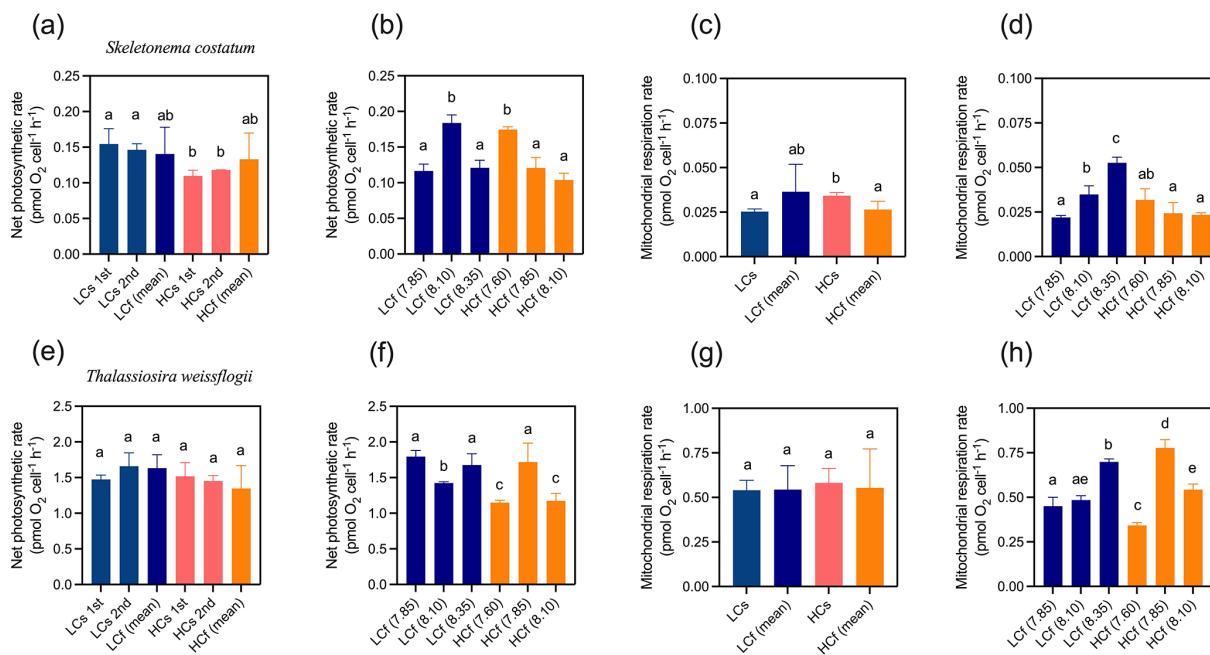 (a)
Skeletonema costatum
Net photosynthetic rate
(pmol O2 cell-1 h-1)
0.25
0.20
0.15
0.10
0.05
0.00
a
a
ab
b
b
ab
LCs 1st
LCs 2nd
LCf (mean)
HCs 1st
HCs 2nd
HCf (mean)
(b)
Net photosynthetic rate
(pmol O2 cell-1 h-1)
0.25
0.20
0.15
0.10
0.05
0.00
a
b
a
b
a
a
LCf (7.85)
LCf (8.10)
LCf (8.35)
HCf (7.60)
HCf (7.85)
HCf (8.10)
(c)
Mitochondrial respiration rate
(pmol O2 cell-1 h-1)
0.100
0.075
0.050
0.025
0.000
a
ab
b
a
LCs
LCf (mean)
HCs
HCf (mean)
(d)
Mitochondrial respiration rate
(pmol O2 cell-1 h-1)
0.100
0.075
0.050
0.025
0.000
a
b
c
ab
a
a
LCf (7.85)
LCf (8.10)
LCf (8.35)
HCf (7.60)
HCf (7.85)
HCf (8.10)
(e)
Thalassiosira weissflogii
Net photosynthetic rate
(pmol O2 cell-1 h-1)
2.5
2.0
1.5
1.0
0.5
0.0
a
a
a
a
a
a
LCs 1st
LCs 2nd
LCf (mean)
HCs 1st
HCs 2nd
HCf (mean)
(f)
Net photosynthetic rate
(pmol O2 cell-1 h-1)
2.5
2.0
1.5
1.0
0.5
0.0
a
b
a
c
a
c
LCf (7.85)
LCf (8.10)
LCf (8.35)
HCf (7.60)
HCf (7.85)
HCf (8.10)
(g)
Mitochondrial respiration rate
(pmol O2 cell-1 h-1)
1.00
0.75
0.50
0.25
0.00
a
a
a
a
LCs
LCf (mean)
HCs
HCf (mean)
(h)
Mitochondrial respiration rate
(pmol O2 cell-1 h-1)
1.00
0.75
0.50
0.25
0.00
a
ae
b
c
d
e
LCf (7.85)
LCf (8.10)
LCf (8.35)
HCf (7.60)
HCf (7.85)
HCf (8.10)